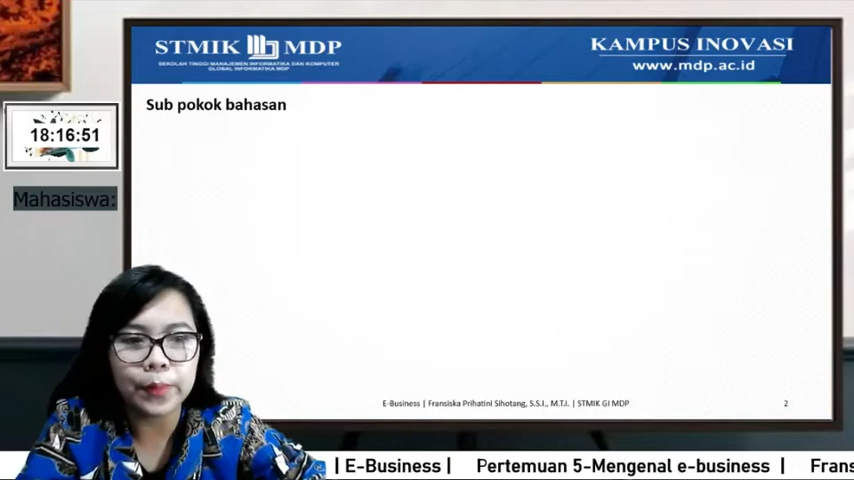 STMIK MDP
SEKOLAH TINGGI MANAJEMEN INFORMATIKA DAN KOMPUTER
GLOBAL INFORMATIKA MDP
KAMPUS INOVASI
www.mdp.ac.id
Sub pokok bahasan
18:16:51
Mahasiswa:
E-Business | Fransiska Prihatini Sihotang, S.S.I., M.T.I. | STMIK GI MDP
2
| E-Business | Pertemuan 5-Mengenal e-business | Frans